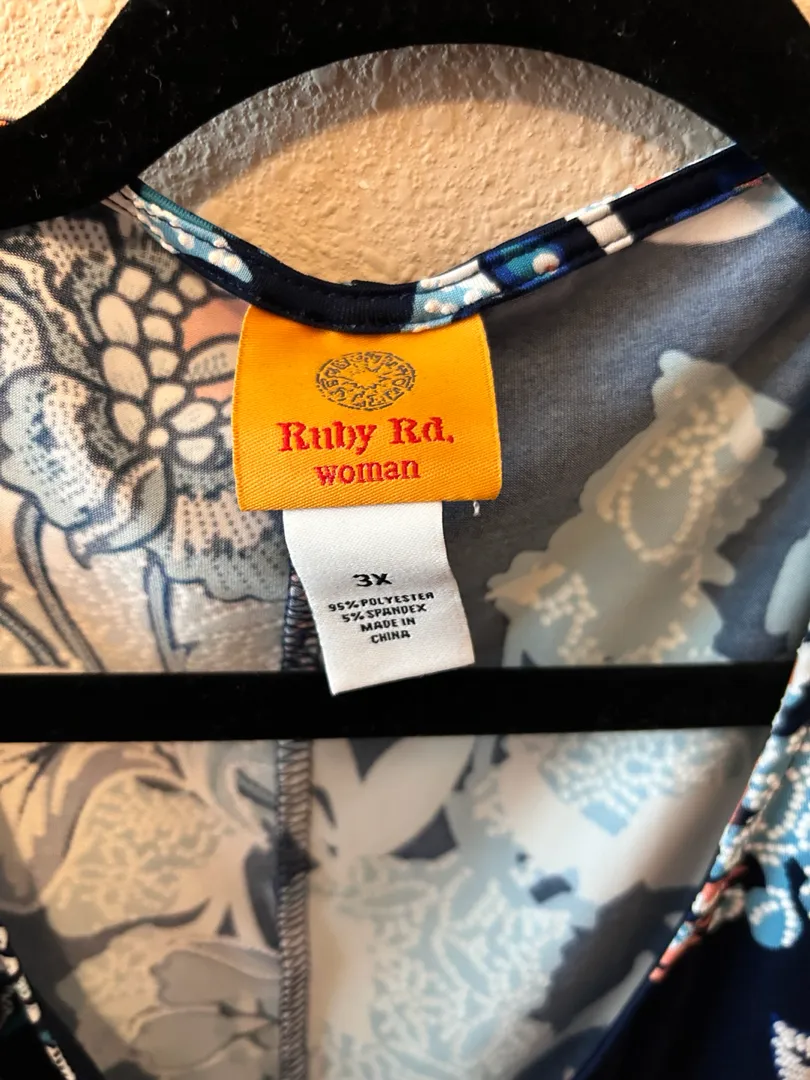 Ruby Rd.
woman
3X
95% POLYESTER
5% SPANDEX
MADE IN
CHINA